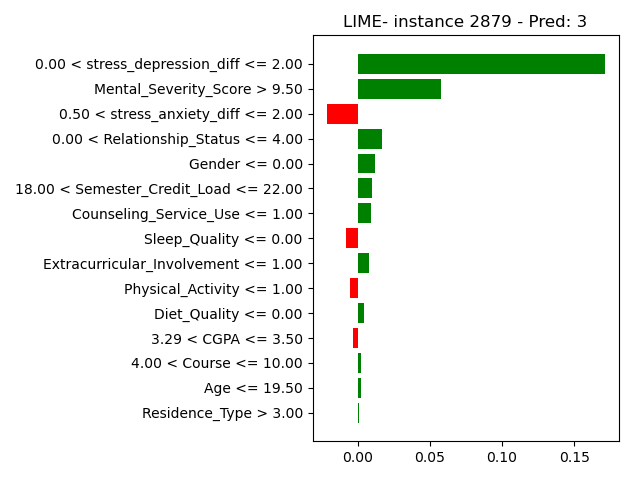 LIME- instance 2879 - Pred: 3
0.00 < stress_depression_diff <= 2.00
Mental_Severity_Score > 9.50
0.50 < stress_anxiety_diff <= 2.00
0.00 < Relationship_Status <= 4.00
Gender <= 0.00
18.00 < Semester_Credit_Load <= 22.00
Counseling_Service_Use <= 1.00
Sleep_Quality <= 0.00
Extracurricular_Involvement <= 1.00
Physical_Activity <= 1.00
Diet_Quality <= 0.00
3.29 < CGPA <= 3.50
4.00 < Course <= 10.00
Age <= 19.50
Residence_Type > 3.00
0.00 0.05 0.10 0.15